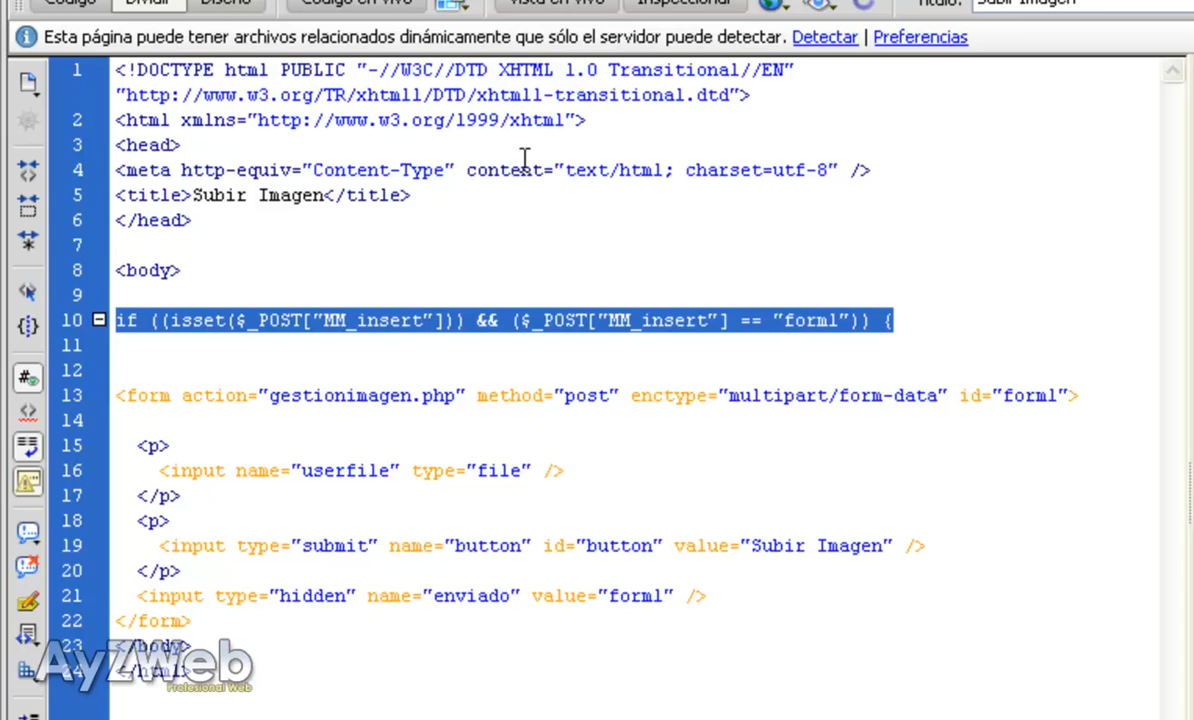 Código Dividir Diseño Código en vivo Vista en vivo Inspeccionar Título: Subir Imagen
Esta página puede tener archivos relacionados dinámicamente que sólo el servidor puede detectar. Detectar | Preferencias
1 <!DOCTYPE html PUBLIC "-//W3C//DTD XHTML 1.0 Transitional//EN"
"http://www.w3.org/TR/xhtml1/DTD/xhtml1-transitional.dtd">
2 <html xmlns="http://www.w3.org/1999/xhtml">
3 <head>
4 <meta http-equiv="Content-Type" content="text/html; charset=utf-8" />
5 <title>Subir Imagen</title>
6 </head>
7
8 <body>
9
10 if ((isset($_POST["MM_insert"])) && ($_POST["MM_insert"] == "form1")) {
11
12
13 <form action="gestionimagen.php" method="post" enctype="multipart/form-data" id="form1">
14
15 <p>
16 <input name="userfile" type="file" />
17 </p>
18 <p>
19 <input type="submit" name="button" id="button" value="Subir Imagen" />
20 </p>
21 <input type="hidden" name="enviado" value="form1" />
22 </form>
23 </body>
24 </html>
AyZWeb
Profesional Web